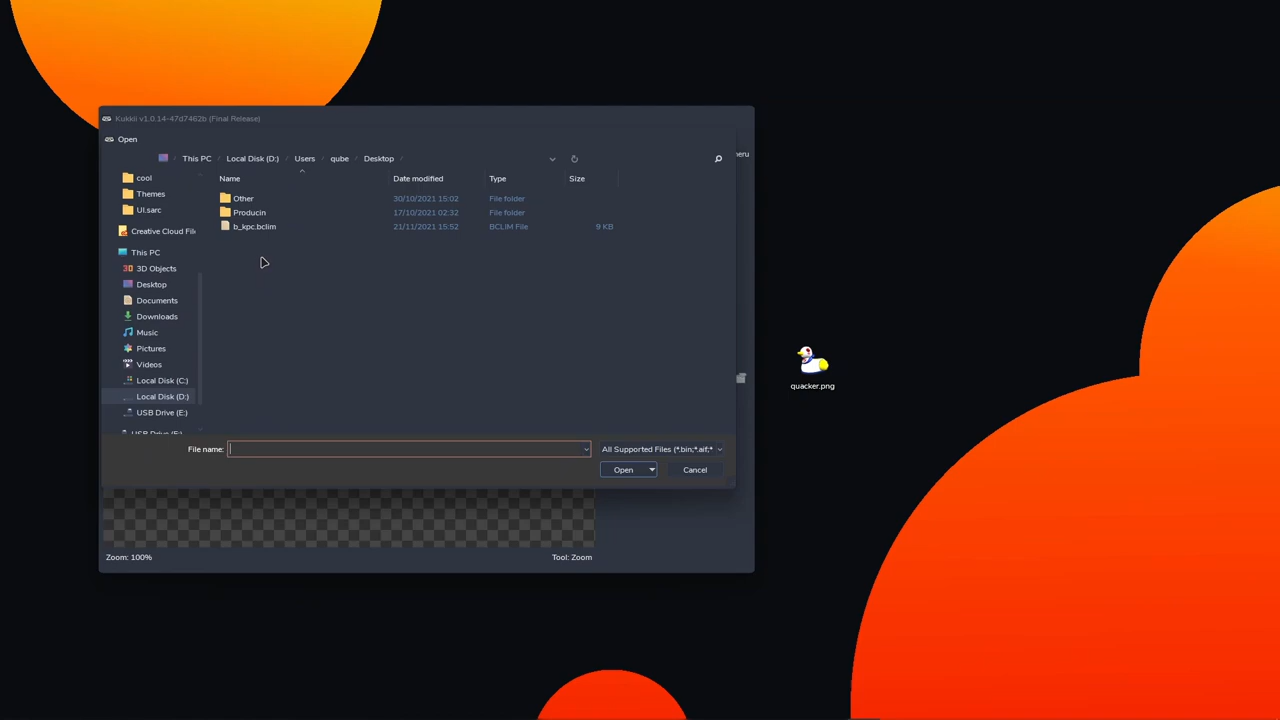 Kukkii v1.0.14-47d7462b (Final Release)
Open
This PC / Local Disk (D:) / Users / qube / Desktop /
eru
Name Date modified Type Size
cool
Themes
UI.sarc
Creative Cloud File
This PC
3D Objects
Desktop
Documents
Downloads
Music
Pictures
Videos
Local Disk (C:)
Local Disk (D:)
USB Drive (E:)
USB Drive (E:)
Other 30/10/2021 15:02 File folder
Producin 17/10/2021 02:32 File folder
b_kpc.bclim 21/11/2021 15:52 BCLIM File 9 KB
File name: All Supported Files (*.bin;*.aif;*
Open Cancel
Zoom: 100% Tool: Zoom
quacker.png